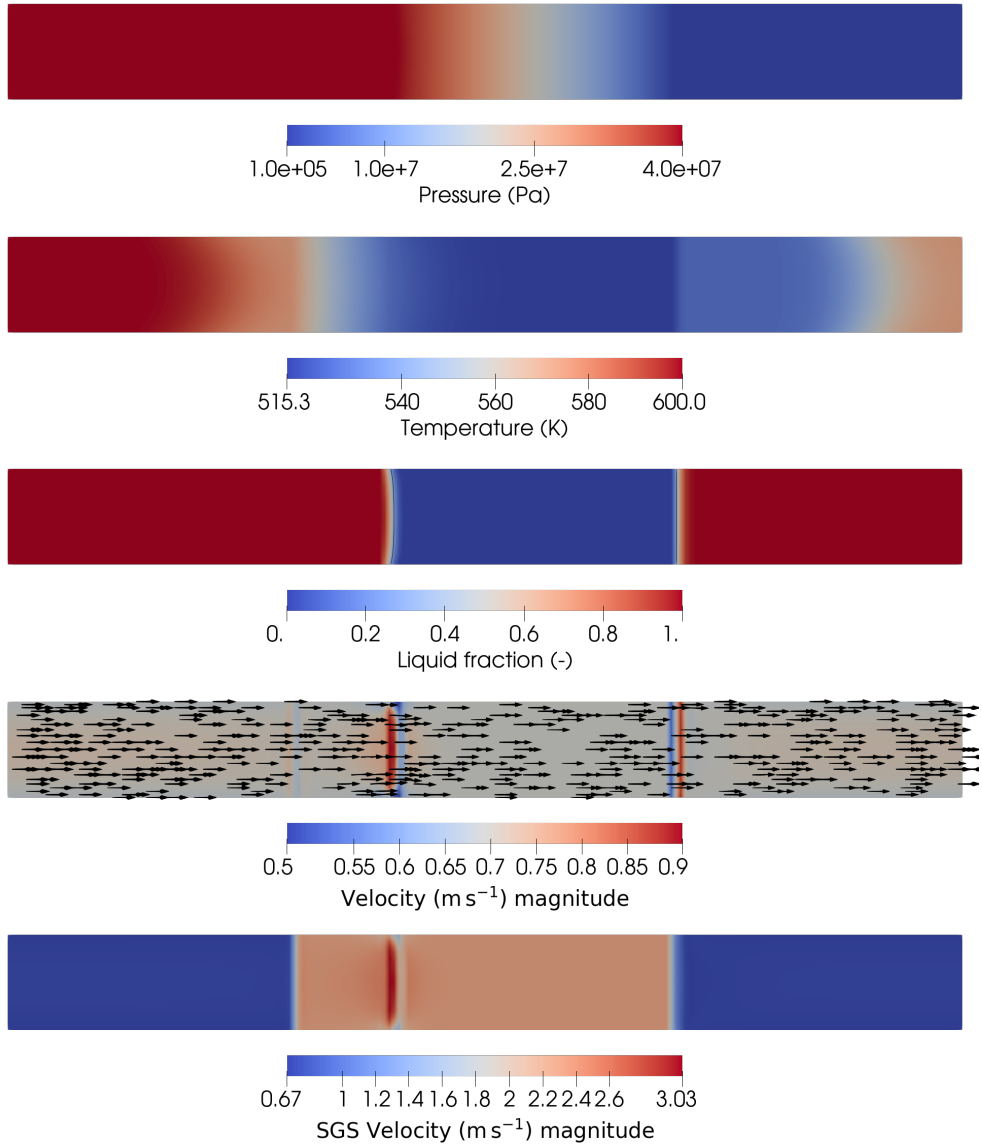 1.0e+05 1.0e+7 2.5e+7 4.0e+07
Pressure (Pa)
515.3 540 560 580 600.0
Temperature (K)
0. 0.2 0.4 0.6 0.8 1.
Liquid fraction (-)
0.5 0.55 0.6 0.65 0.7 0.75 0.8 0.85 0.9
Velocity (m s⁻¹) magnitude
0.67 1 1.2 1.4 1.6 1.8 2 2.2 2.4 2.6 3.03
SGS Velocity (m s⁻¹) magnitude